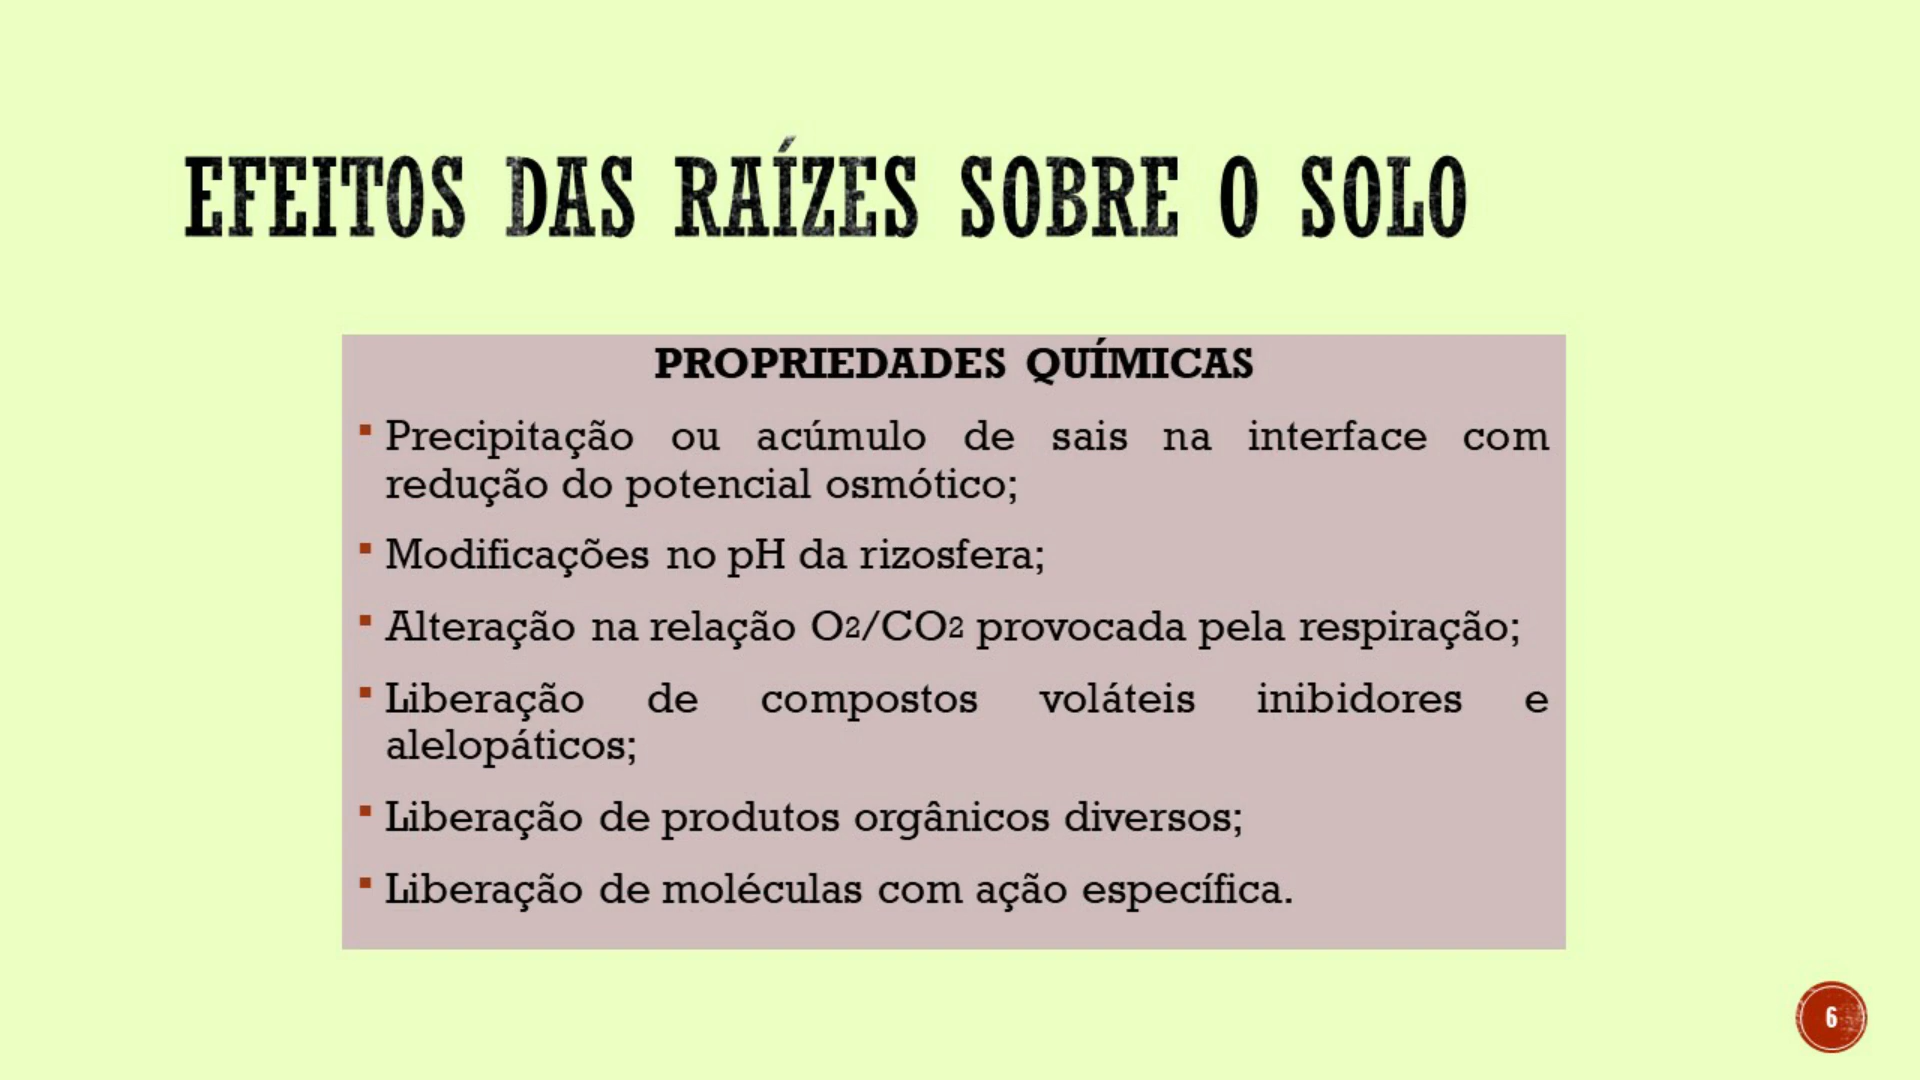 EFEITOS DAS RAÍZES SOBRE O SOLO
PROPRIEDADES QUÍMICAS
▪ Precipitação ou acúmulo de sais na interface com
redução do potencial osmótico;
▪ Modificações no pH da rizosfera;
▪ Alteração na relação O2/CO2 provocada pela respiração;
▪ Liberação de compostos voláteis inibidores e
alelopáticos;
▪ Liberação de produtos orgânicos diversos;
▪ Liberação de moléculas com ação específica.
6